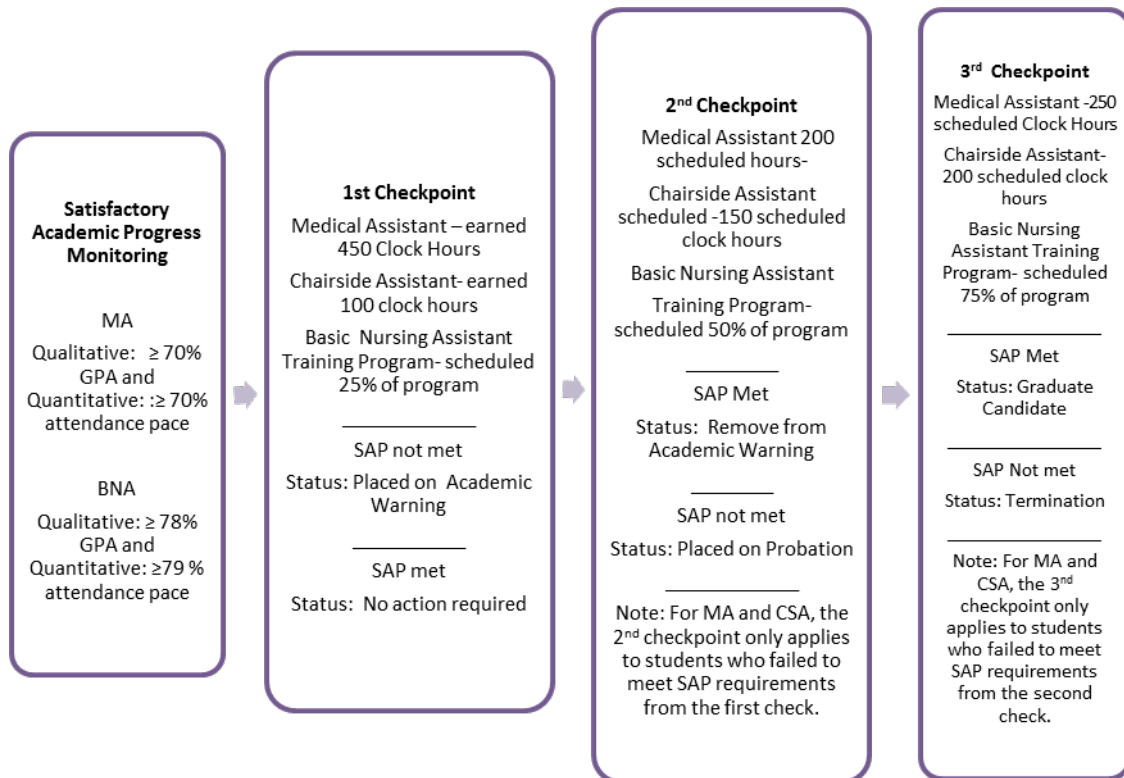 Satisfactory
Academic Progress
Monitoring
MA
Qualitative: ≥ 70%
GPA and
Quantitative: :≥ 70%
attendance pace
BNA
Qualitative: ≥ 78%
GPA and
Quantitative: ≥79 %
attendance pace
1st Checkpoint
Medical Assistant – earned
450 Clock Hours
Chairside Assistant- earned
100 clock hours
Basic Nursing Assistant
Training Program- scheduled
25% of program
SAP not met
Status: Placed on Academic
Warning
SAP met
Status: No action required
2nd Checkpoint
Medical Assistant 200
scheduled hours-
Chairside Assistant
scheduled -150 scheduled
clock hours
Basic Nursing Assistant
Training Program-
scheduled 50% of program
SAP Met
Status: Remove from
Academic Warning
SAP not met
Status: Placed on Probation
Note: For MA and CSA, the
2nd checkpoint only applies
to students who failed to
meet SAP requirements
from the first check.
3rd Checkpoint
Medical Assistant -250
scheduled Clock Hours
Chairside Assistant-
200 scheduled clock
hours
Basic Nursing
Assistant Training
Program- scheduled
75% of program
SAP Met
Status: Graduate
Candidate
SAP Not met
Status: Termination
Note: For MA and
CSA, the 3nd
checkpoint only
applies to students
who failed to meet
SAP requirements
from the second
check.